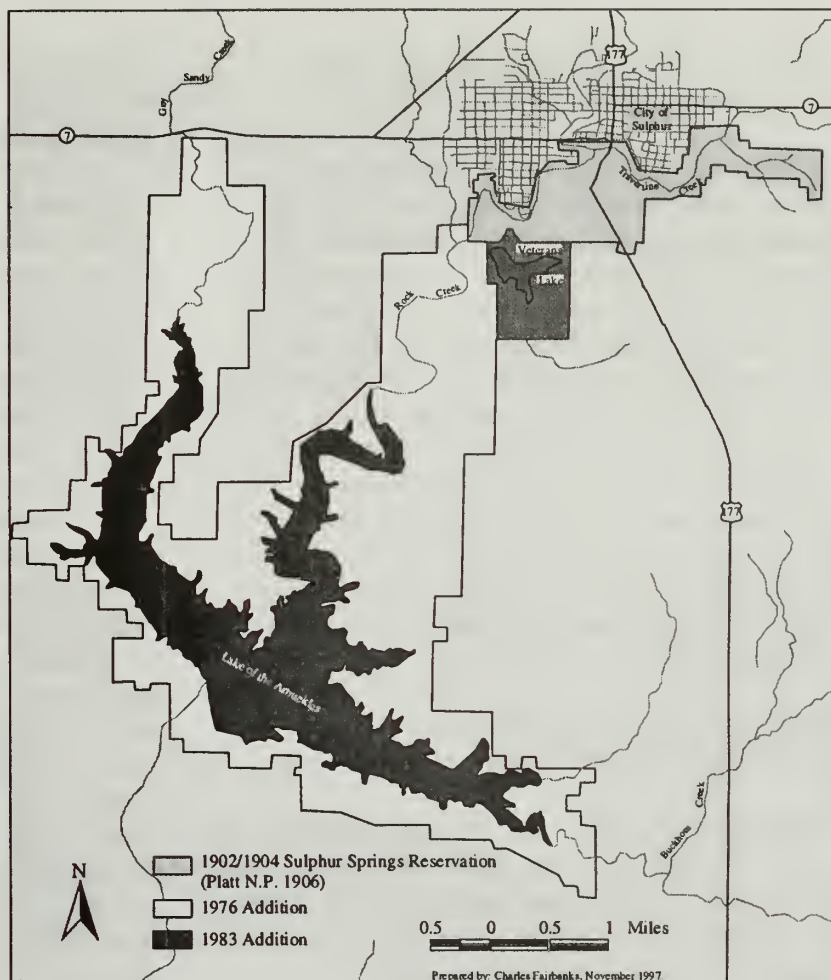 177
Guy
Sandy
Creek
7
7
City of
Sulphur
Travertine
Creek
Veterans
Lake
Rock
Creek
177
Lake of the Arbuckles
Buckhorn
Creek
N
1902/1904 Sulphur Springs Reservation
(Platt N.P. 1906)
1976 Addition
1983 Addition
0.5 0 0.5 1 Miles
Prepared by: Charles Fairbanks, November 1997